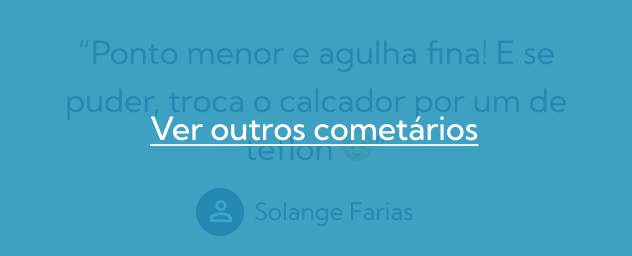 “Ponto menor e agulha fina! E se
puder, troca o calcador por um de
Ver outros cometários
teflon 😊”
Solange Farias